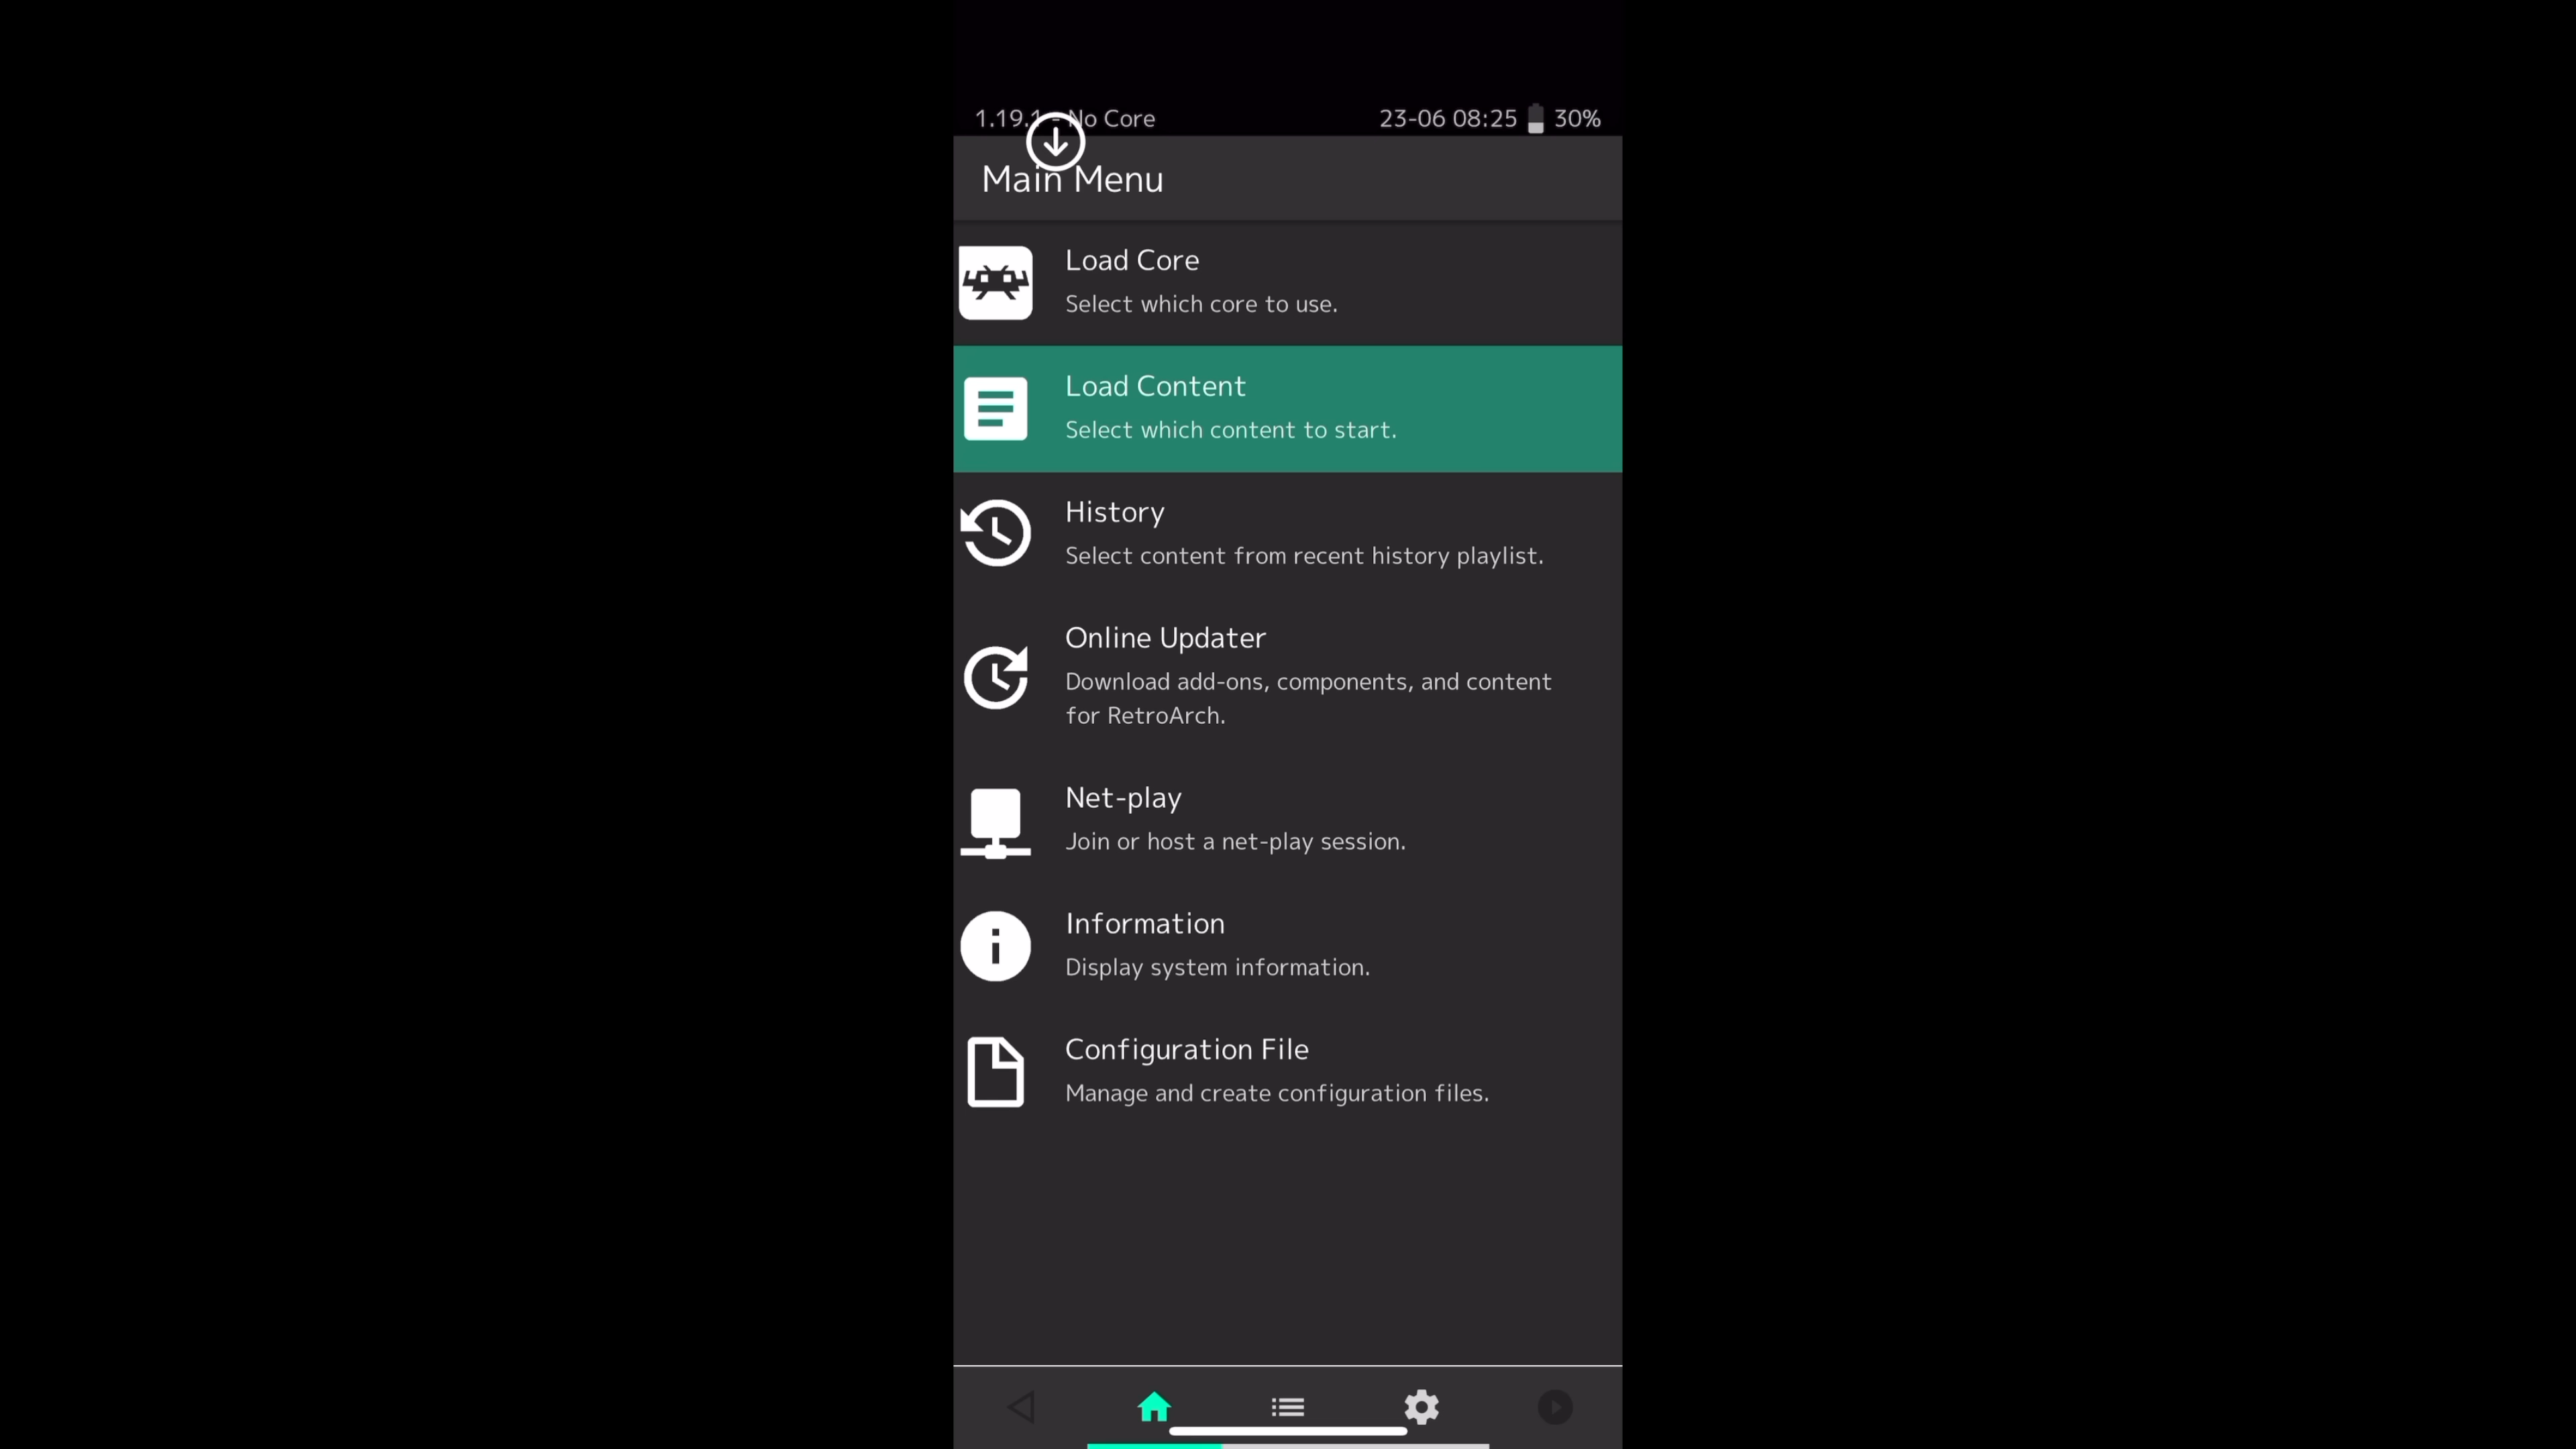 1.19.1 - No Core
23-06 08:25 30%
Main Menu
Load Core
Select which core to use.
Load Content
Select which content to start.
History
Select content from recent history playlist.
Online Updater
Download add-ons, components, and content
for RetroArch.
Net-play
Join or host a net-play session.
Information
Display system information.
Configuration File
Manage and create configuration files.